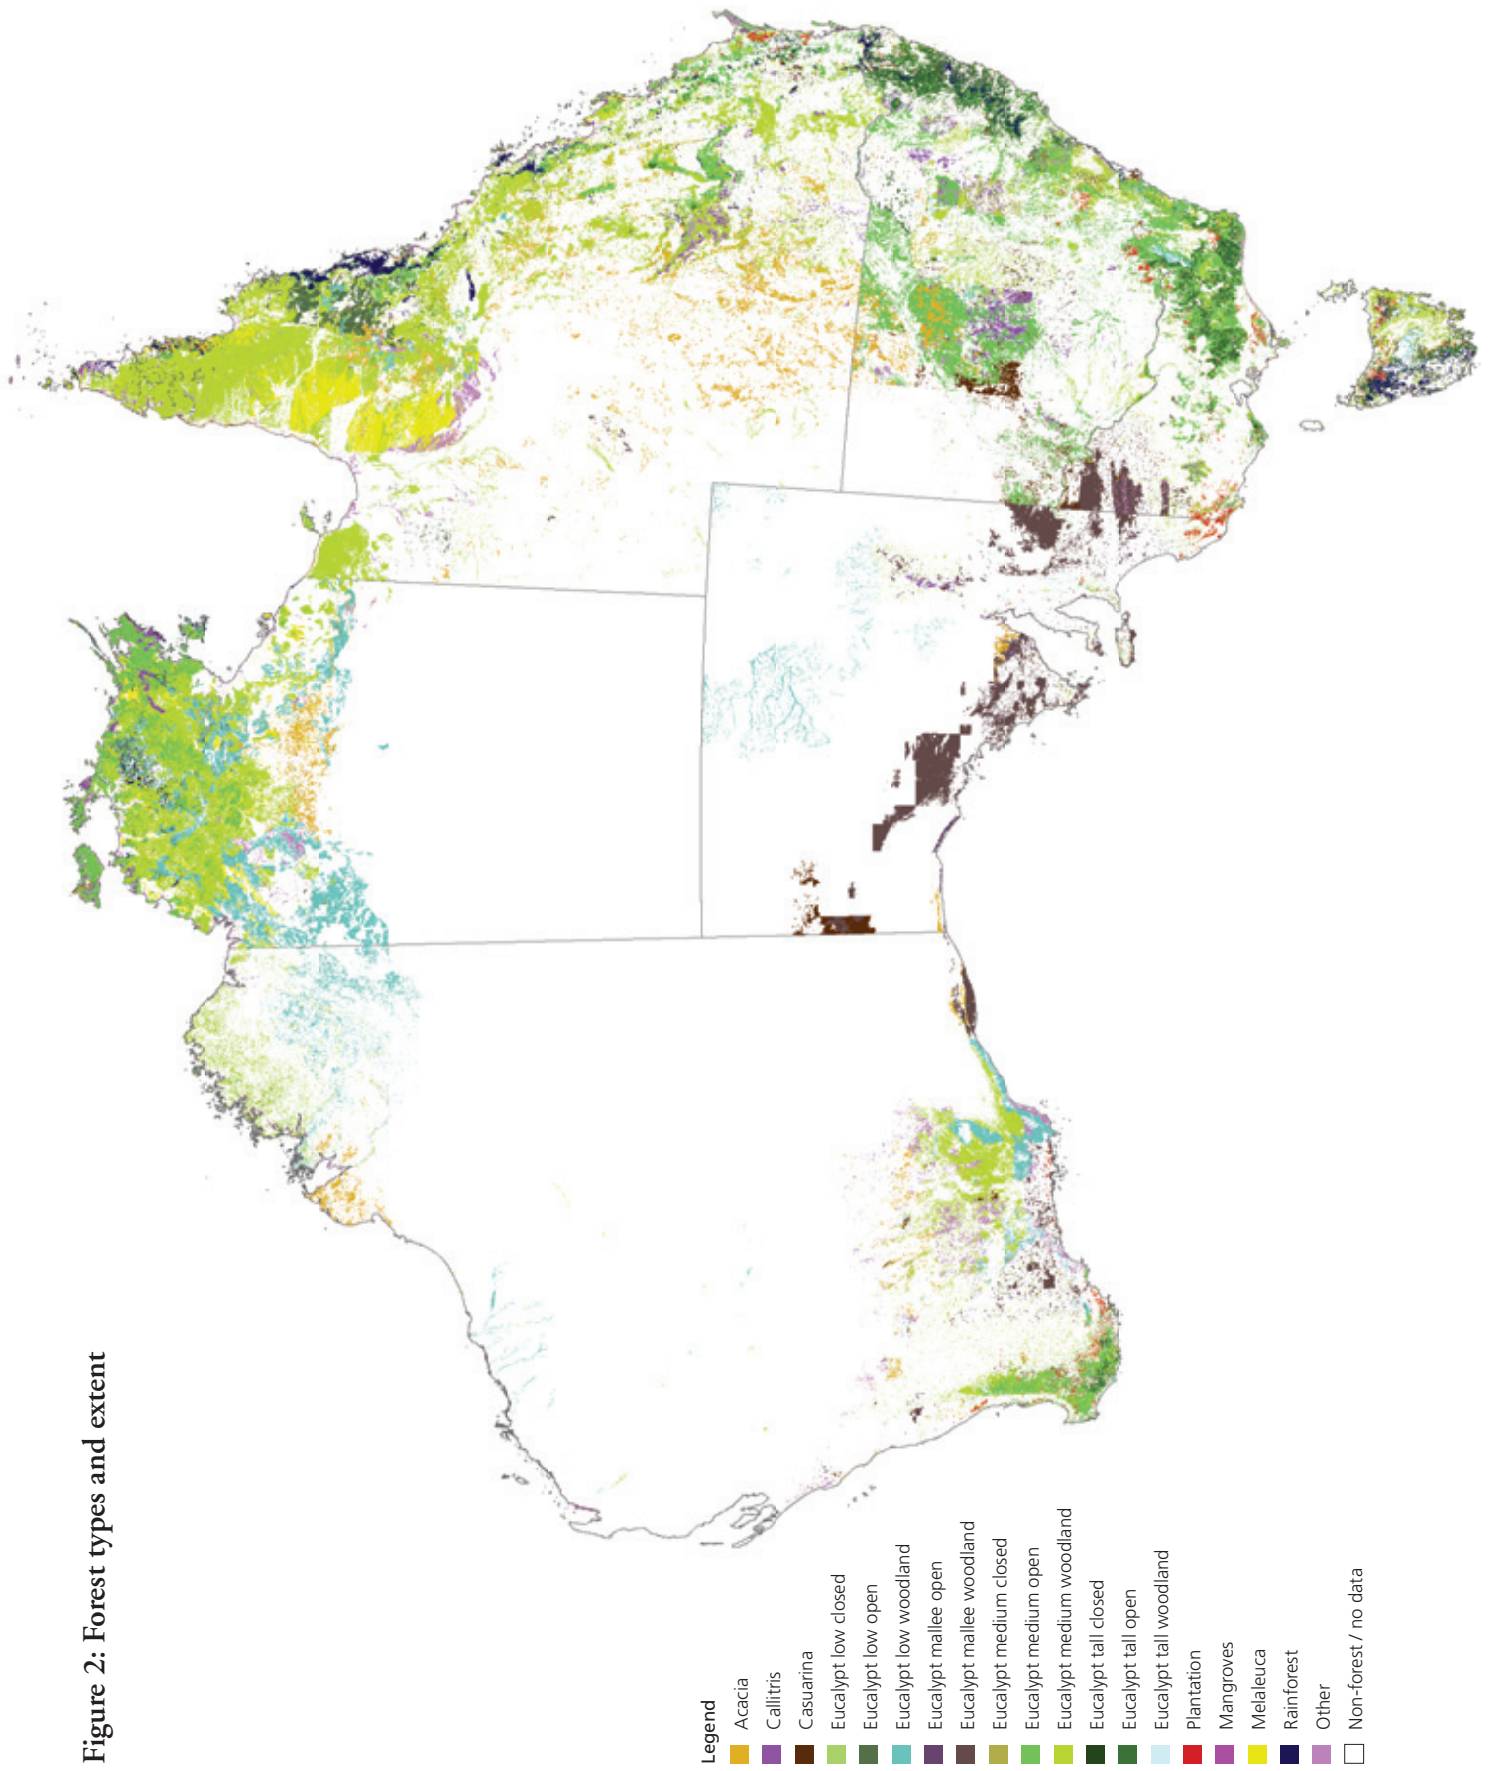 Figure 2: Forest types and extent
Legend
Acacia
Callitris
Casuarina
Eucalypt low closed
Eucalypt low open
Eucalypt low woodland
Eucalypt mallee open
Eucalypt mallee woodland
Eucalypt medium closed
Eucalypt medium open
Eucalypt medium woodland
Eucalypt tall closed
Eucalypt tall open
Eucalypt tall woodland
Plantation
Mangroves
Melaleuca
Rainforest
Other
Non-forest / no data